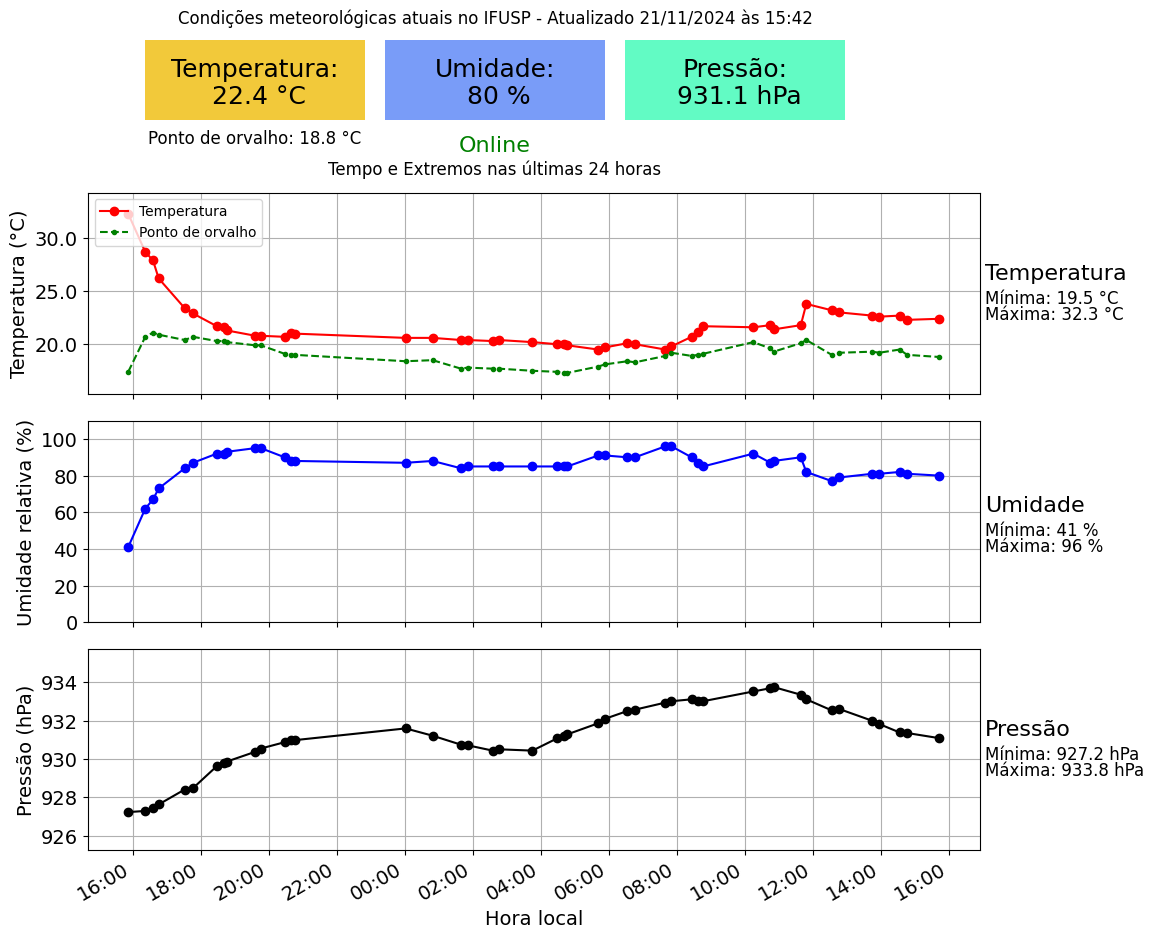 Condições meteorológicas atuais no IFUSP - Atualizado 21/11/2024 às 15:42
Temperatura:
22.4 °C
Umidade:
80 %
Pressão:
931.1 hPa
Ponto de orvalho: 18.8 °C
Online
Tempo e Extremos nas últimas 24 horas
Temperatura (°C)
30.0
25.0
20.0
Temperatura
Ponto de orvalho
Temperatura
Mínima: 19.5 °C
Máxima: 32.3 °C
Umidade relativa (%)
100
80
60
40
20
0
Umidade
Mínima: 41 %
Máxima: 96 %
Pressão (hPa)
934
932
930
928
926
Pressão
Mínima: 927.2 hPa
Máxima: 933.8 hPa
16:00 18:00 20:00 22:00 00:00 02:00 04:00 06:00 08:00 10:00 12:00 14:00 16:00
Hora local